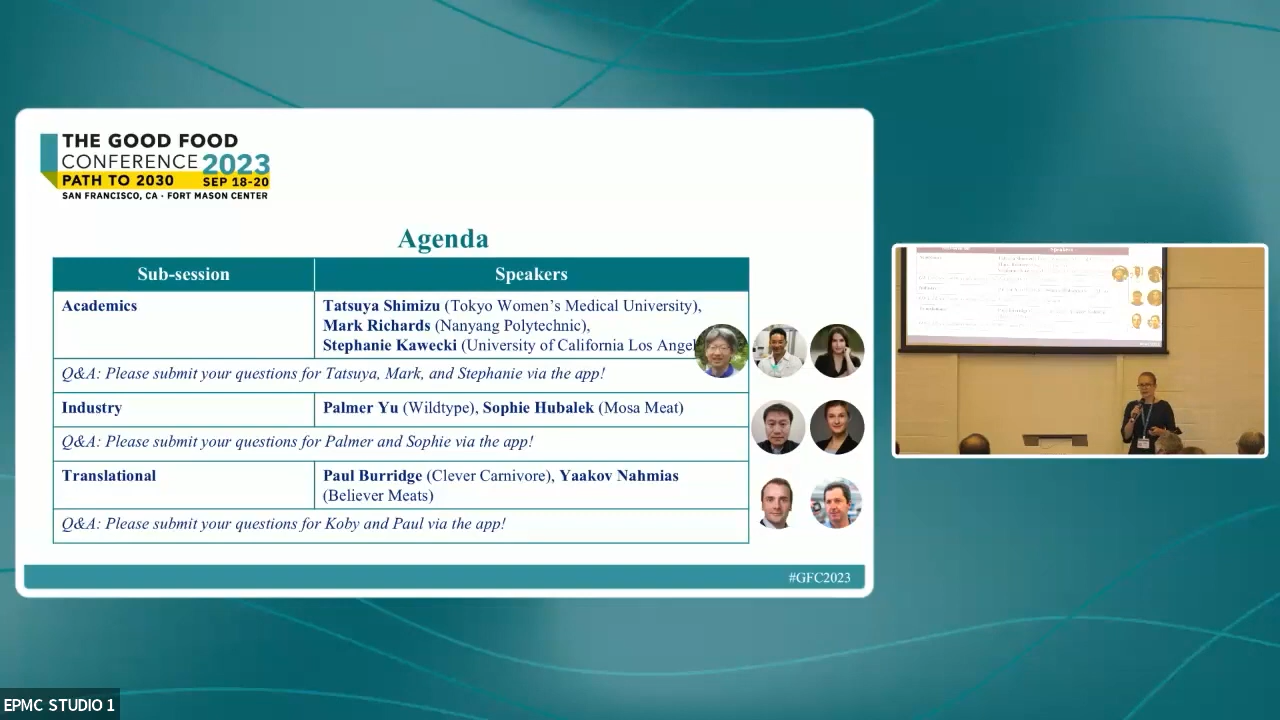 THE GOOD FOOD
CONFERENCE 2023
PATH TO 2030 SEP 18-20
SAN FRANCISCO, CA · FORT MASON CENTER
Agenda
Sub-session Speakers
Academics Tatsuya Shimizu (Tokyo Women's Medical University),
Mark Richards (Nanyang Polytechnic),
Stephanie Kawecki (University of California Los
Q&A: Please submit your questions for Tatsuya, Mark, and Stephanie via the app!
Industry Palmer Yu (Wildtype), Sophie Hubalek (Mosa Meat)
Q&A: Please submit your questions for Palmer and Sophie via the app!
Translational Paul Burridge (Clever Carnivore), Yaakov Nahmias
(Believer Meats)
Q&A: Please submit your questions for Koby and Paul via the app!
#GFC2023
EPMC STUDIO 1